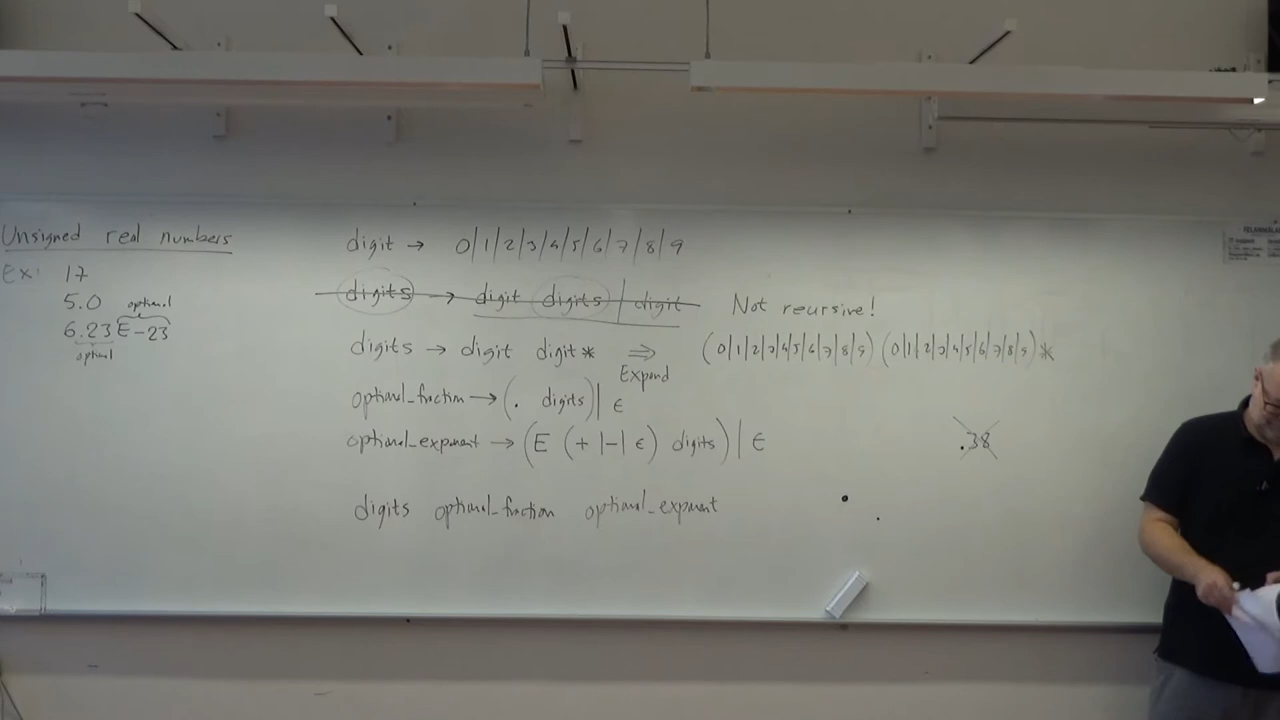 Unsigned real numbers
Ex: 17
5.0
optional
6.23E-23
optional
digit → 0|1|2|3|4|5|6|7|8|9
digits → digit digits | digit
Not recursive!
digits → digit digit* ⇒ (0|1|2|3|4|5|6|7|8|9)(0|1|2|3|4|5|6|7|8|9)*
Expand
optional_fraction → (. digits)| ϵ
optional_exponent → (E (+|-|ϵ) digits)| ϵ
.38
digits optional_fraction optional_exponent